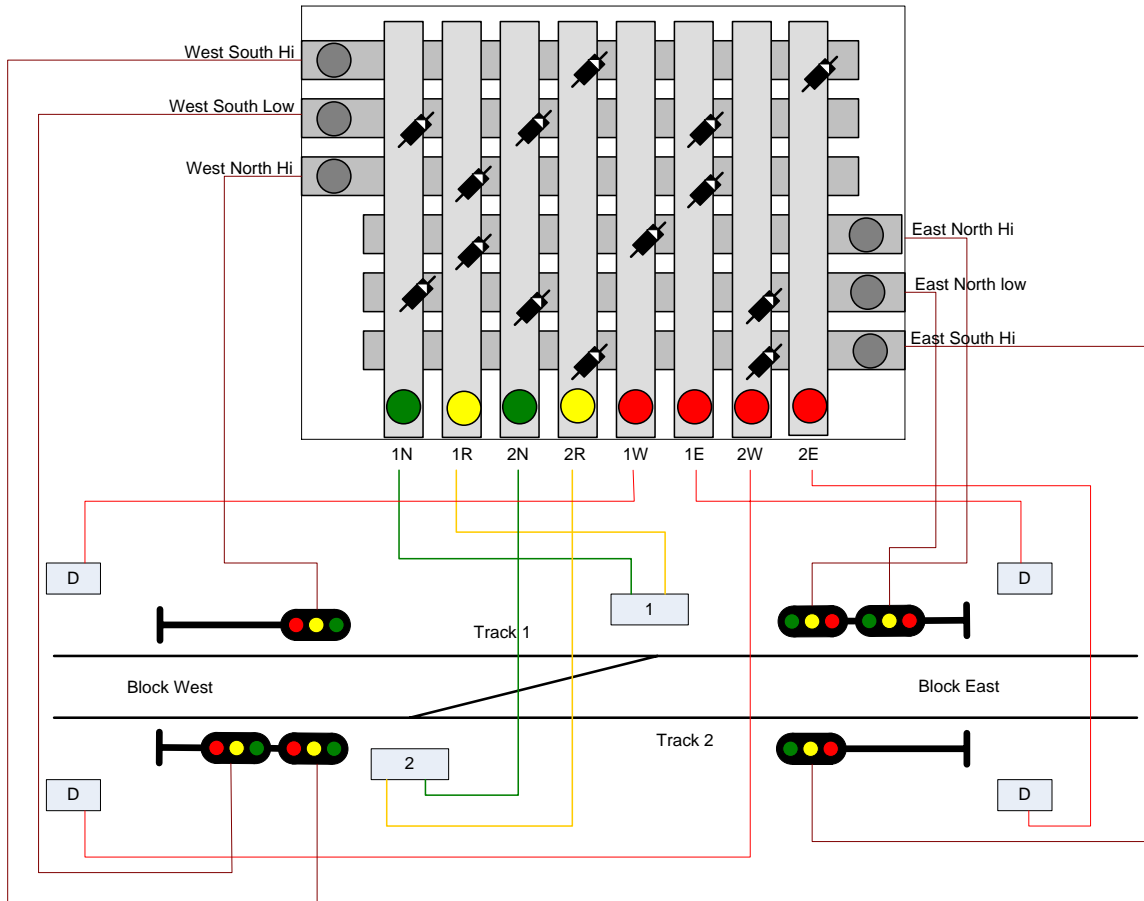 West South Hi
West South Low
West North Hi
East North Hi
East North low
East South Hi
1N 1R 2N 2R 1W 1E 2W 2E
D
D
1
Track 1
Block West
Block East
Track 2
2
D
D